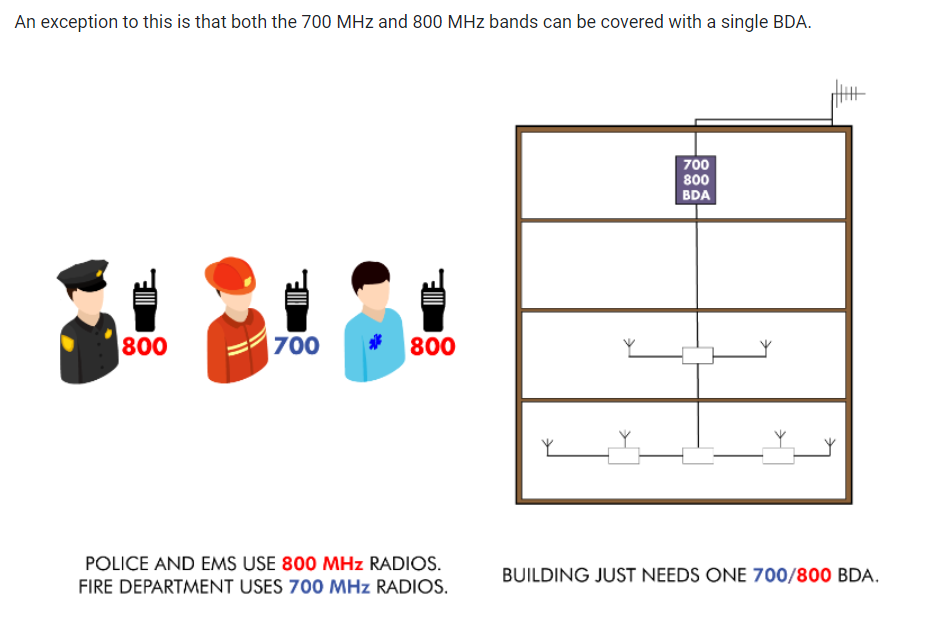 An exception to this is that both the 700 MHz and 800 MHz bands can be covered with a single BDA.
700
800
BDA
800
700
800
POLICE AND EMS USE 800 MHz RADIOS.
FIRE DEPARTMENT USES 700 MHz RADIOS.
BUILDING JUST NEEDS ONE 700/800 BDA.